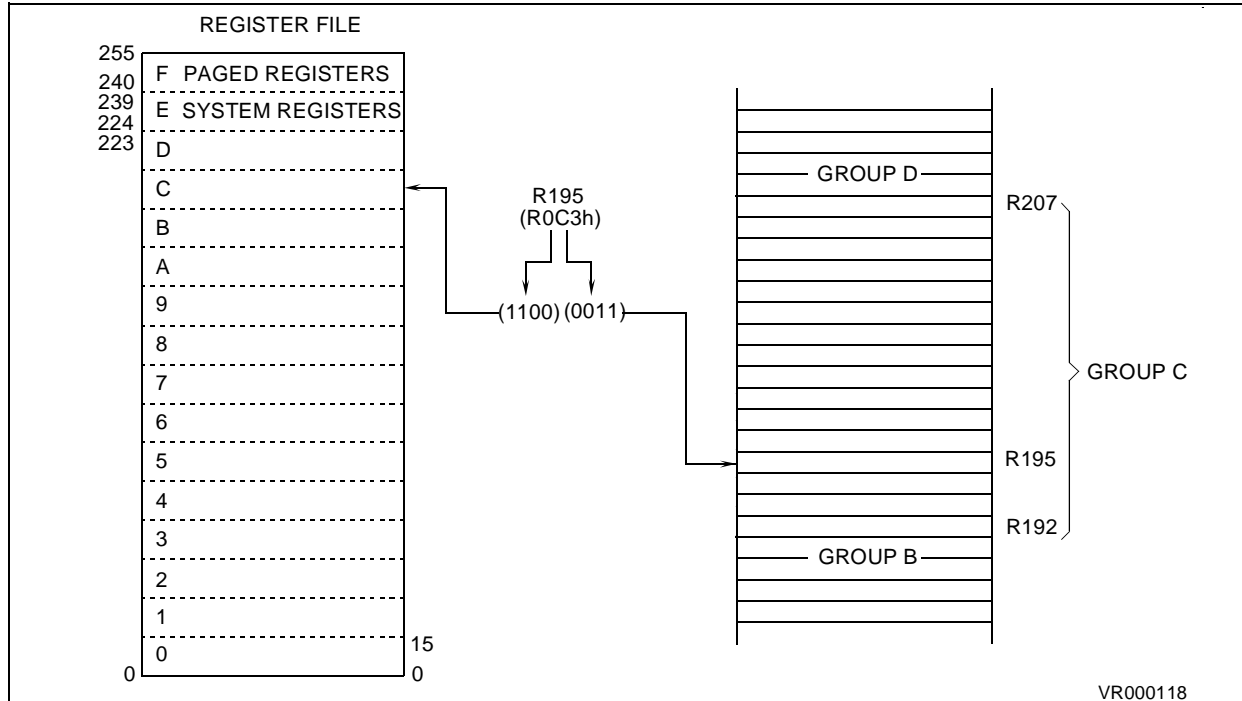 REGISTER FILE
255
240
239
224
223
F PAGED REGISTERS
E SYSTEM REGISTERS
D
C
B
A
9
8
7
6
5
4
3
2
1
0
15
0
0
R195
(R0C3h)
(1100) (0011)
GROUP D
R207
GROUP C
R195
R192
GROUP B
VR000118